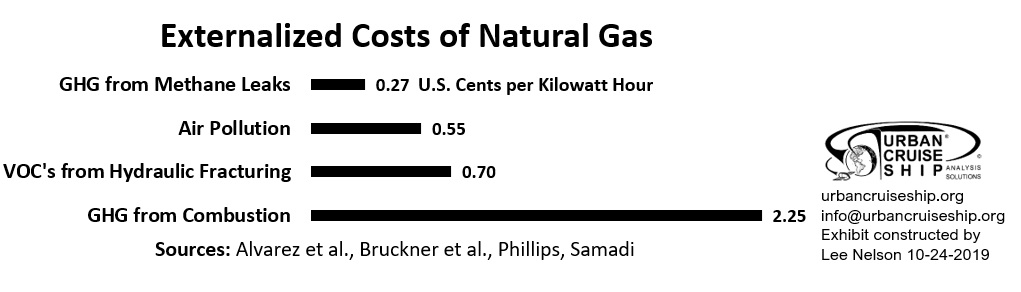 Externalized Costs of Natural Gas
GHG from Methane Leaks 0.27 U.S. Cents per Kilowatt Hour
Air Pollution 0.55
VOC's from Hydraulic Fracturing 0.70
GHG from Combustion 2.25
Sources: Alvarez et al., Bruckner et al., Phillips, Samadi
URBAN®
CRUISE ©
SHIP ANALYSIS
SOLUTIONS
urbancruiseship.org
info@urbancruiseship.org
Exhibit constructed by
Lee Nelson 10-24-2019